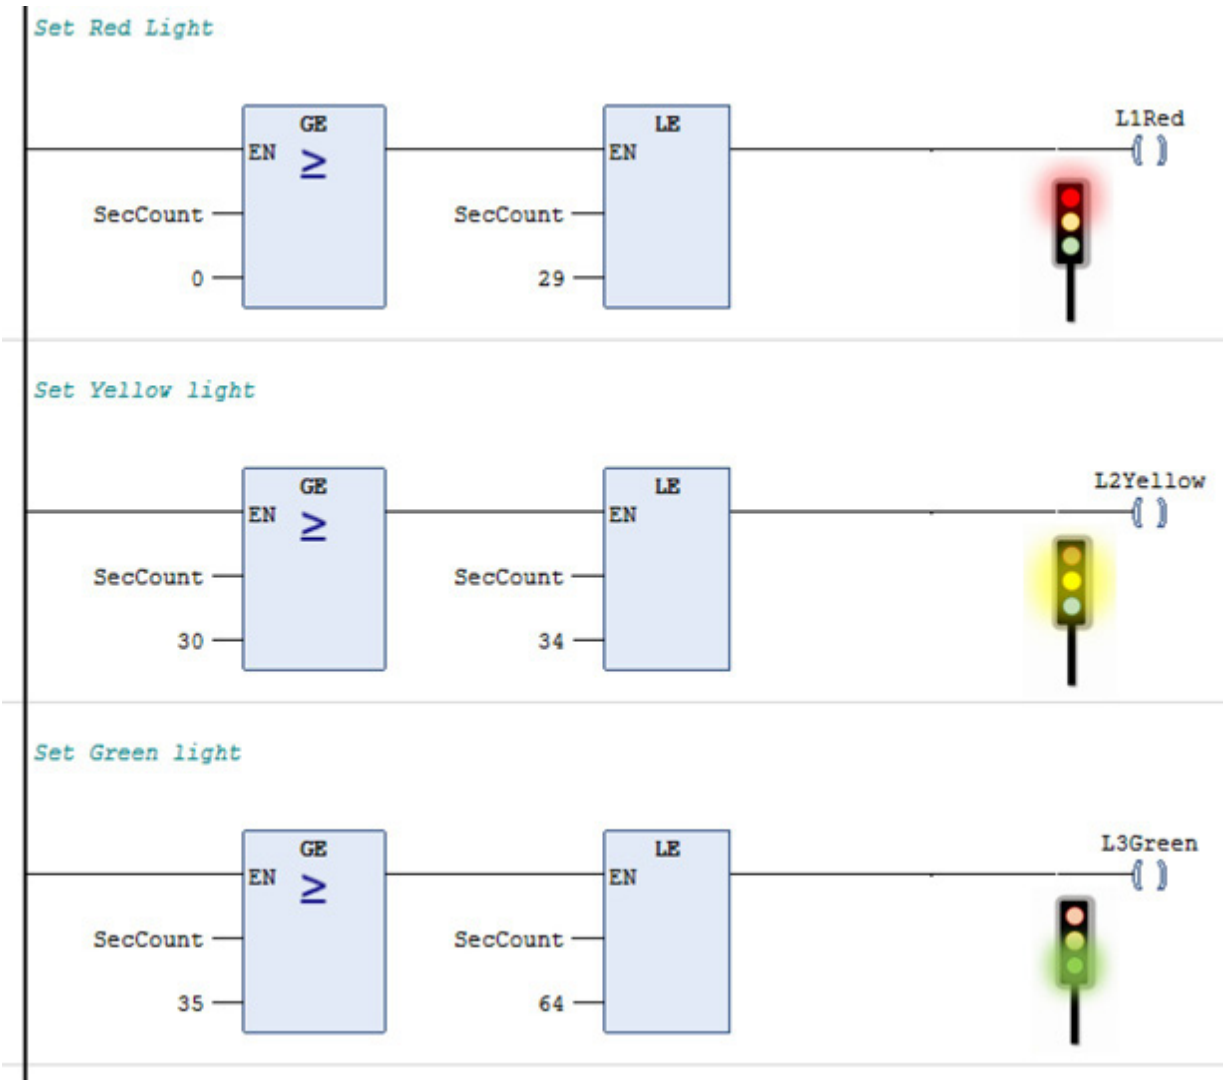 Set Red Light
GE
LE
L1Red
EN
≥
EN
( )
SecCount
SecCount
0
29
Set Yellow light
GE
LE
L2Yellow
EN
≥
EN
( )
SecCount
SecCount
30
34
Set Green light
GE
LE
L3Green
EN
≥
EN
( )
SecCount
SecCount
35
64